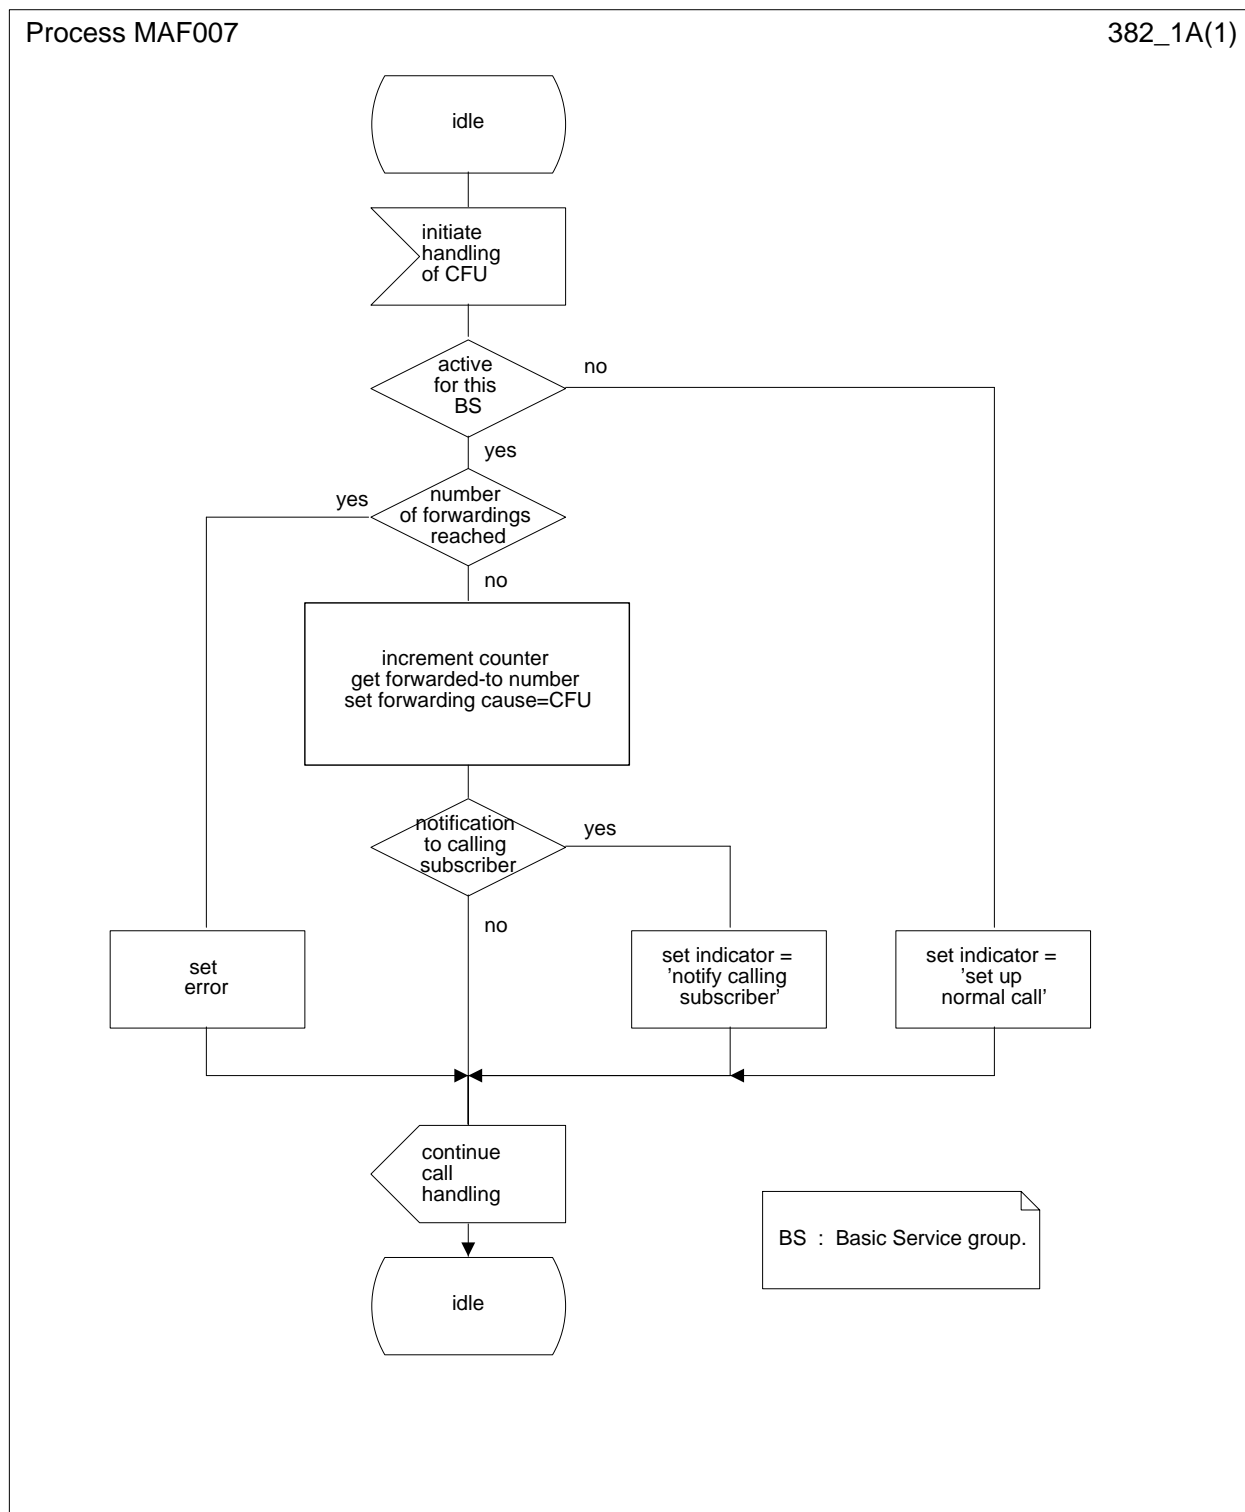 Process MAF007
382_1A(1)
idle
initiate
handling
of CFU
active
for this
BS
no
yes
number
of forwardings
reached
yes
no
increment counter
get forwarded-to number
set forwarding cause=CFU
notification
to calling
subscriber
yes
no
set
error
set indicator =
'notify calling
subscriber'
set indicator =
'set up
normal call'
continue
call
handling
BS : Basic Service group.
idle